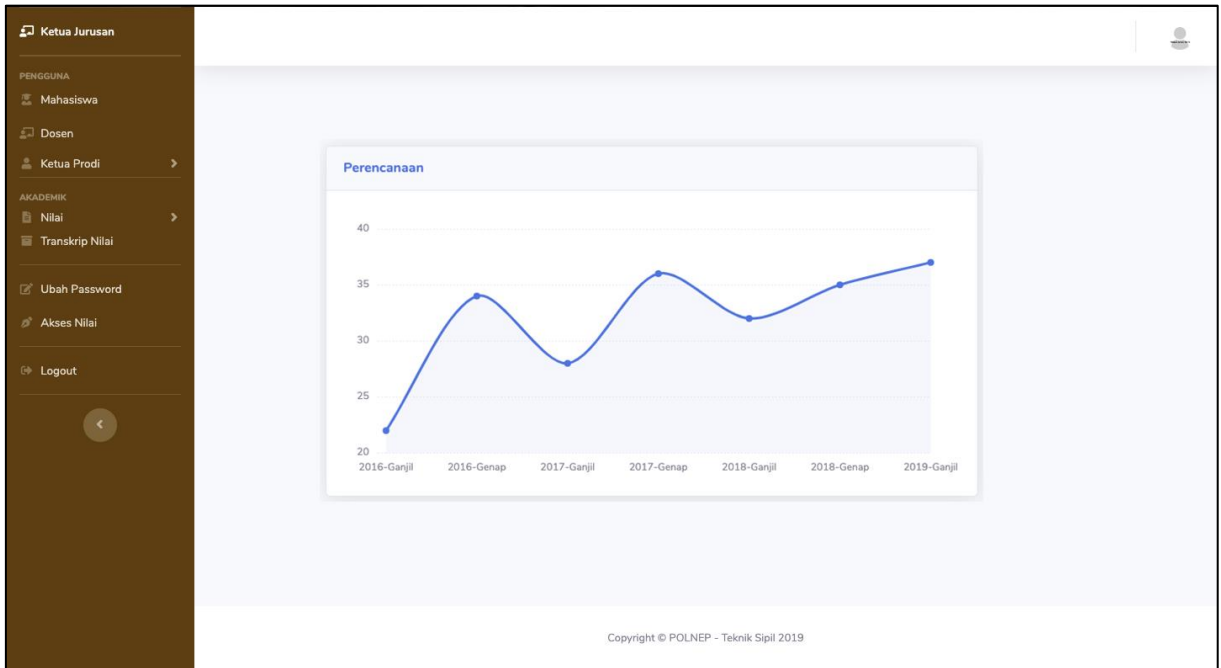 Ketua Jurusan
PENGGUNA
Mahasiswa
Dosen
Ketua Prodi
AKADEMIK
Nilai
Transkrip Nilai
Ubah Password
Akses Nilai
Logout
Perencanaan
40
35
30
25
20
2016-Ganjil 2016-Genap 2017-Ganjil 2017-Genap 2018-Ganjil 2018-Genap 2019-Ganjil
Copyright © POLNEP - Teknik Sipil 2019